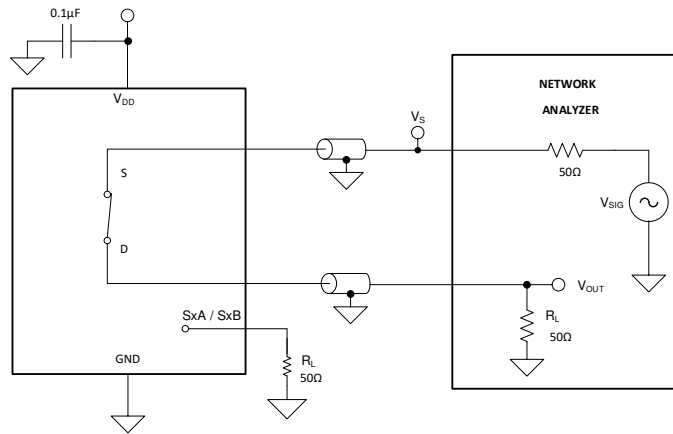 0.1µF
VDD
NETWORK
ANALYZER
VS
S
50Ω
VSIG
D
VOUT
SxA / SxB
RL
50Ω
GND
RL
50Ω